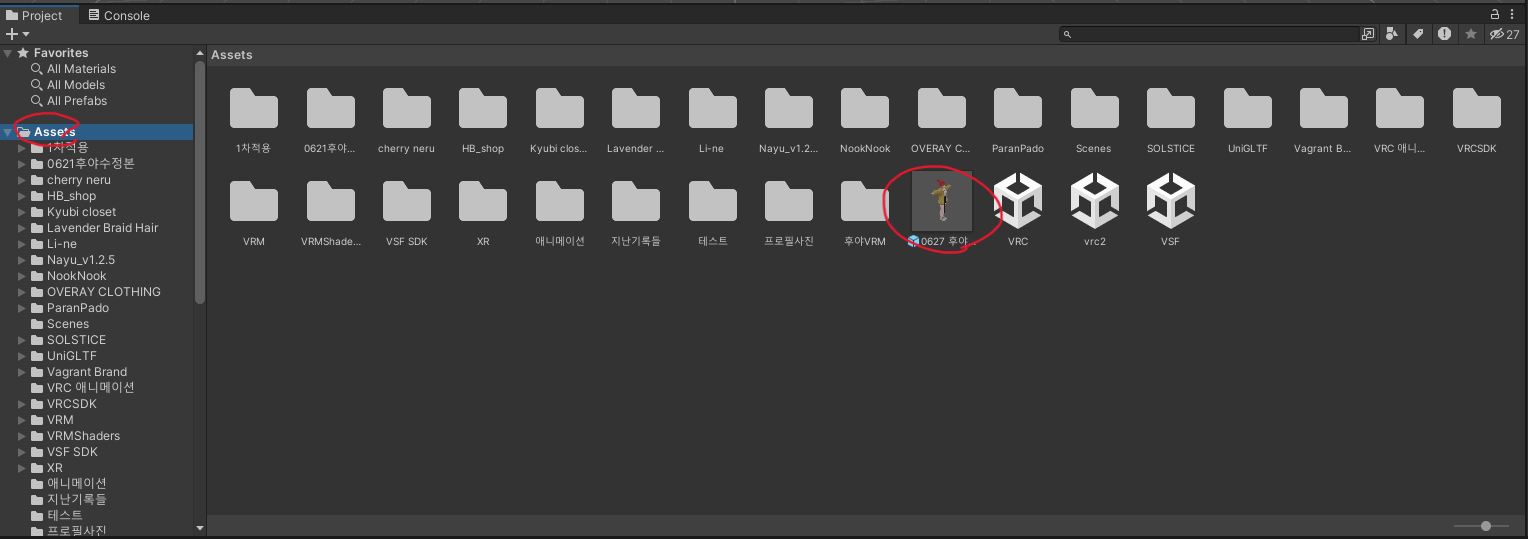 Project
Console
27
Favorites
All Materials
All Models
All Prefabs
Assets
1차적용
0621후야수정본
cherry neru
HB_shop
Kyubi closet
Lavender Braid Hair
Li-ne
Nayu_v1.2.5
NookNook
OVERAY CLOTHING
ParanPado
Scenes
SOLSTICE
UniGLTF
Vagrant Brand
VRC 애니메이션
VRCSDK
VRM
VRMShaders
VSF SDK
XR
애니메이션
지난기록들
테스트
프로필사진
Assets
1차적용
0621후야...
cherry neru
HB_shop
Kyubi clos...
Lavender ...
Li-ne
Nayu_v1.2...
NookNook
OVERAY C...
ParanPado
Scenes
SOLSTICE
UniGLTF
Vagrant B...
VRC 애니...
VRCSDK
VRM
VRMShade...
VSF SDK
XR
애니메이션
지난기록들
테스트
프로필사진
후야VRM
0627 후야...
VRC
vrc2
VSF